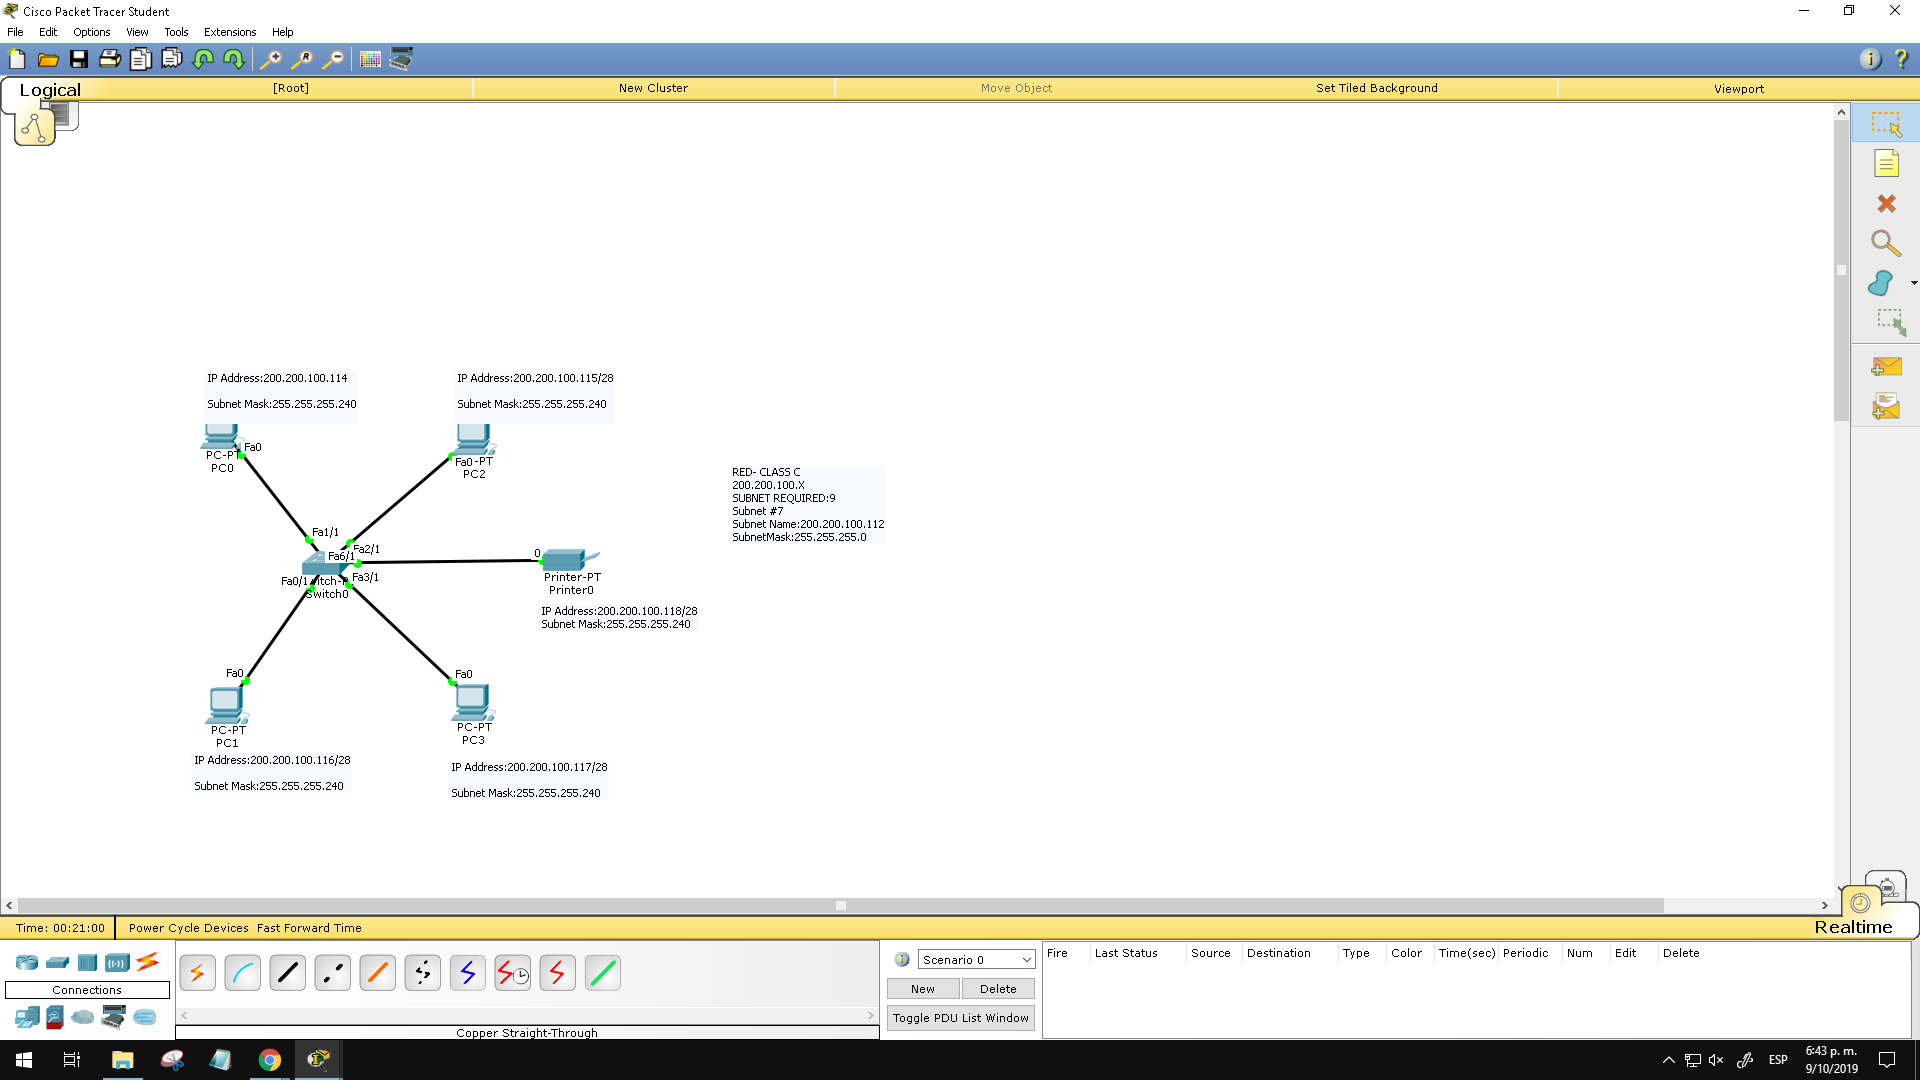 Cisco Packet Tracer Student
File Edit Options View Tools Extensions Help
Logical [Root] New Cluster Move Object Set Tiled Background Viewport
IP Address:200.200.100.114
Subnet Mask:255.255.255.240
IP Address:200.200.100.115/28
Subnet Mask:255.255.255.240
Fa0
PC-PT
PC0
Fa0 -PT
PC2
RED- CLASS C
200.200.100.X
SUBNET REQUIRED:9
Subnet #7
Subnet Name:200.200.100.112
SubnetMask:255.255.255.0
Fa1/1
Fa2/1
Fa6/1
Fa3/1
Fa0/1
Switch0
0
Printer-PT
Printer0
IP Address:200.200.100.118/28
Subnet Mask:255.255.255.240
Fa0
PC-PT
PC1
IP Address:200.200.100.116/28
Subnet Mask:255.255.255.240
Fa0
PC-PT
PC3
IP Address:200.200.100.117/28
Subnet Mask:255.255.255.240
Time: 00:21:00 Power Cycle Devices Fast Forward Time Realtime
Connections
Copper Straight-Through
Scenario 0
New Delete
Toggle PDU List Window
Fire Last Status Source Destination Type Color Time(sec) Periodic Num Edit Delete
ESP
6:43 p. m.
9/10/2019